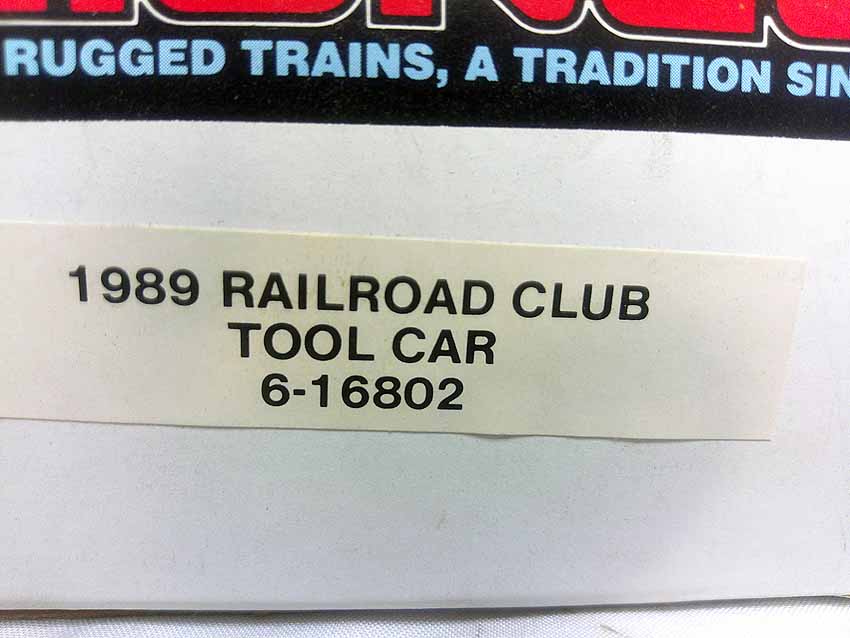 RUGGED TRAINS, A TRADITION SIN
1989 RAILROAD CLUB
TOOL CAR
6-16802